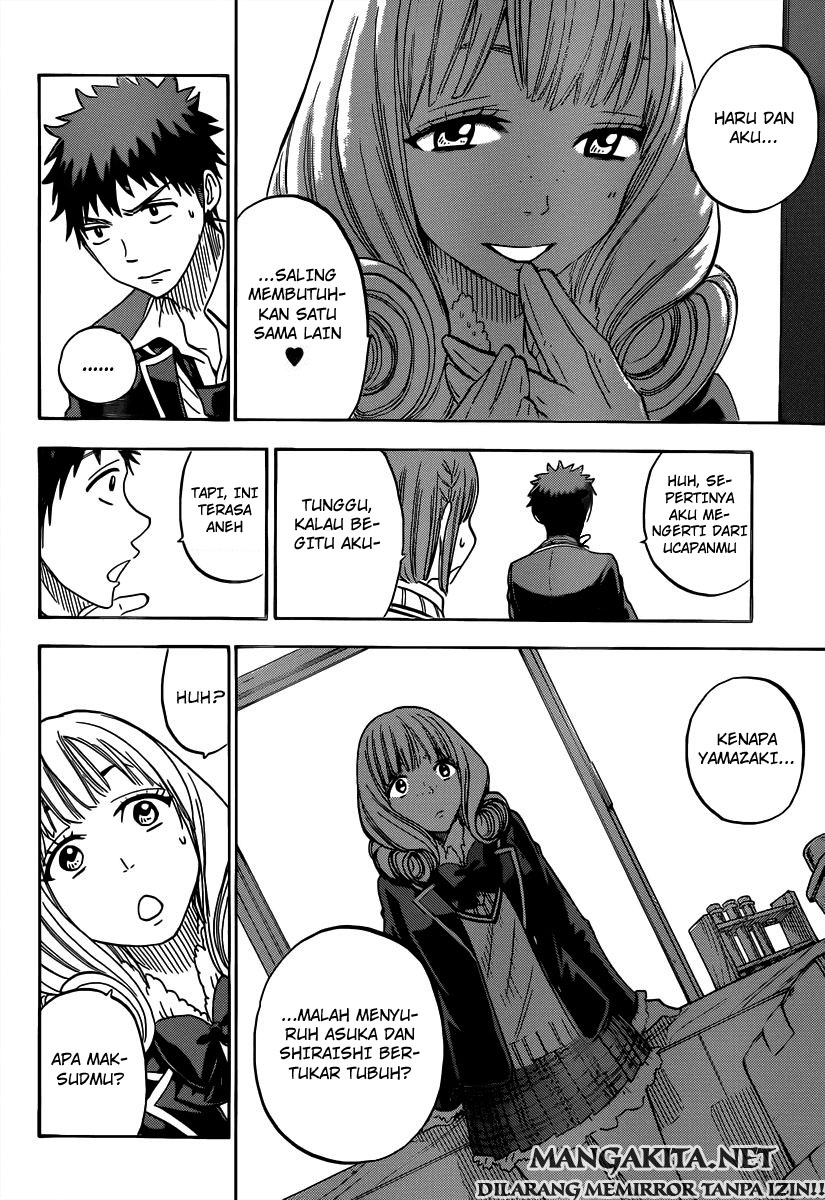 HARU DAN
AKU...
...SALING
MEMBUTUH-
KAN SATU
SAMA LAIN
♥
......
HUH, SE-
PERTINYA
AKU ME-
NGERTI DARI
UCAPANMU
TUNGGU,
KALAU BE-
GITU AKU-
TAPI, INI
TERASA
ANEH
KENAPA
YAMAZAKI...
...MALAH MENYU-
RUH ASUKA DAN
SHIRAISHI BER-
TUKAR TUBUH?
HUH?
APA MAK-
SUDMU?
MANGAKITA.NET
DILARANG MEMIRROR TANPA IZIN!!